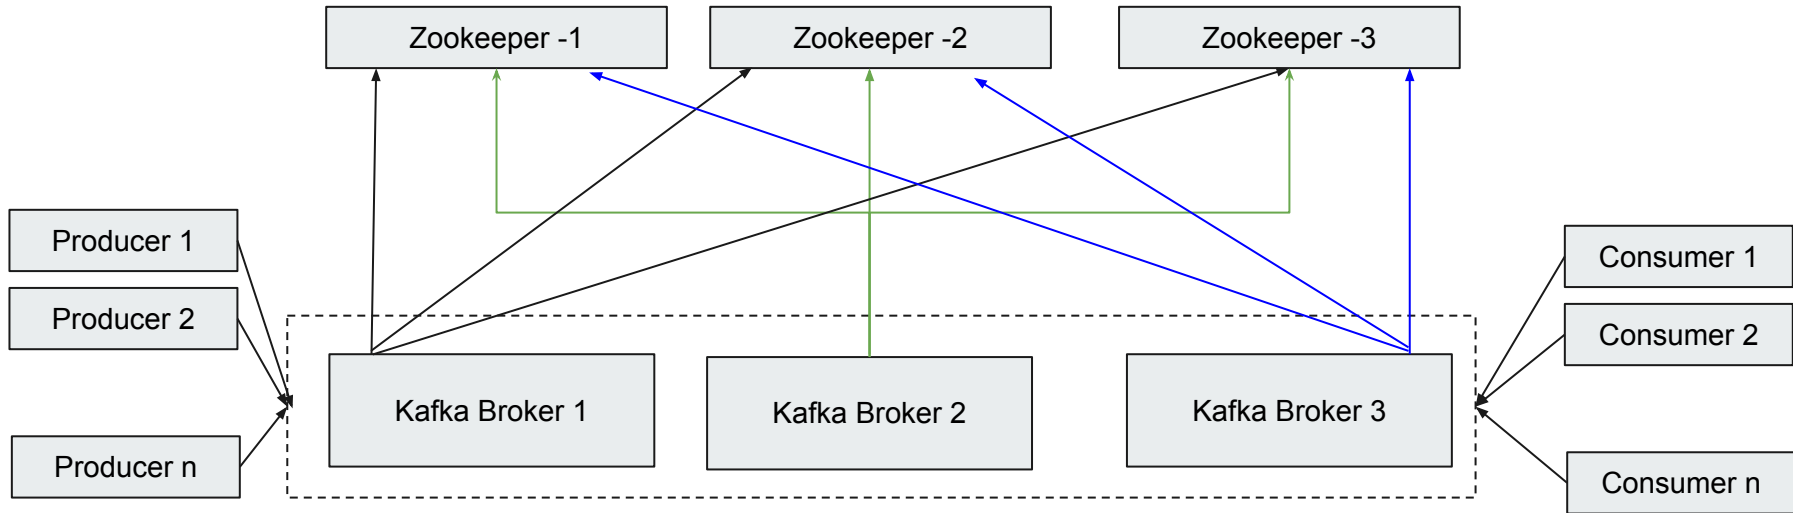 Zookeeper -1
Zookeeper -2
Zookeeper -3
Producer 1
Producer 2
Producer n
Kafka Broker 1
Kafka Broker 2
Kafka Broker 3
Consumer 1
Consumer 2
Consumer n